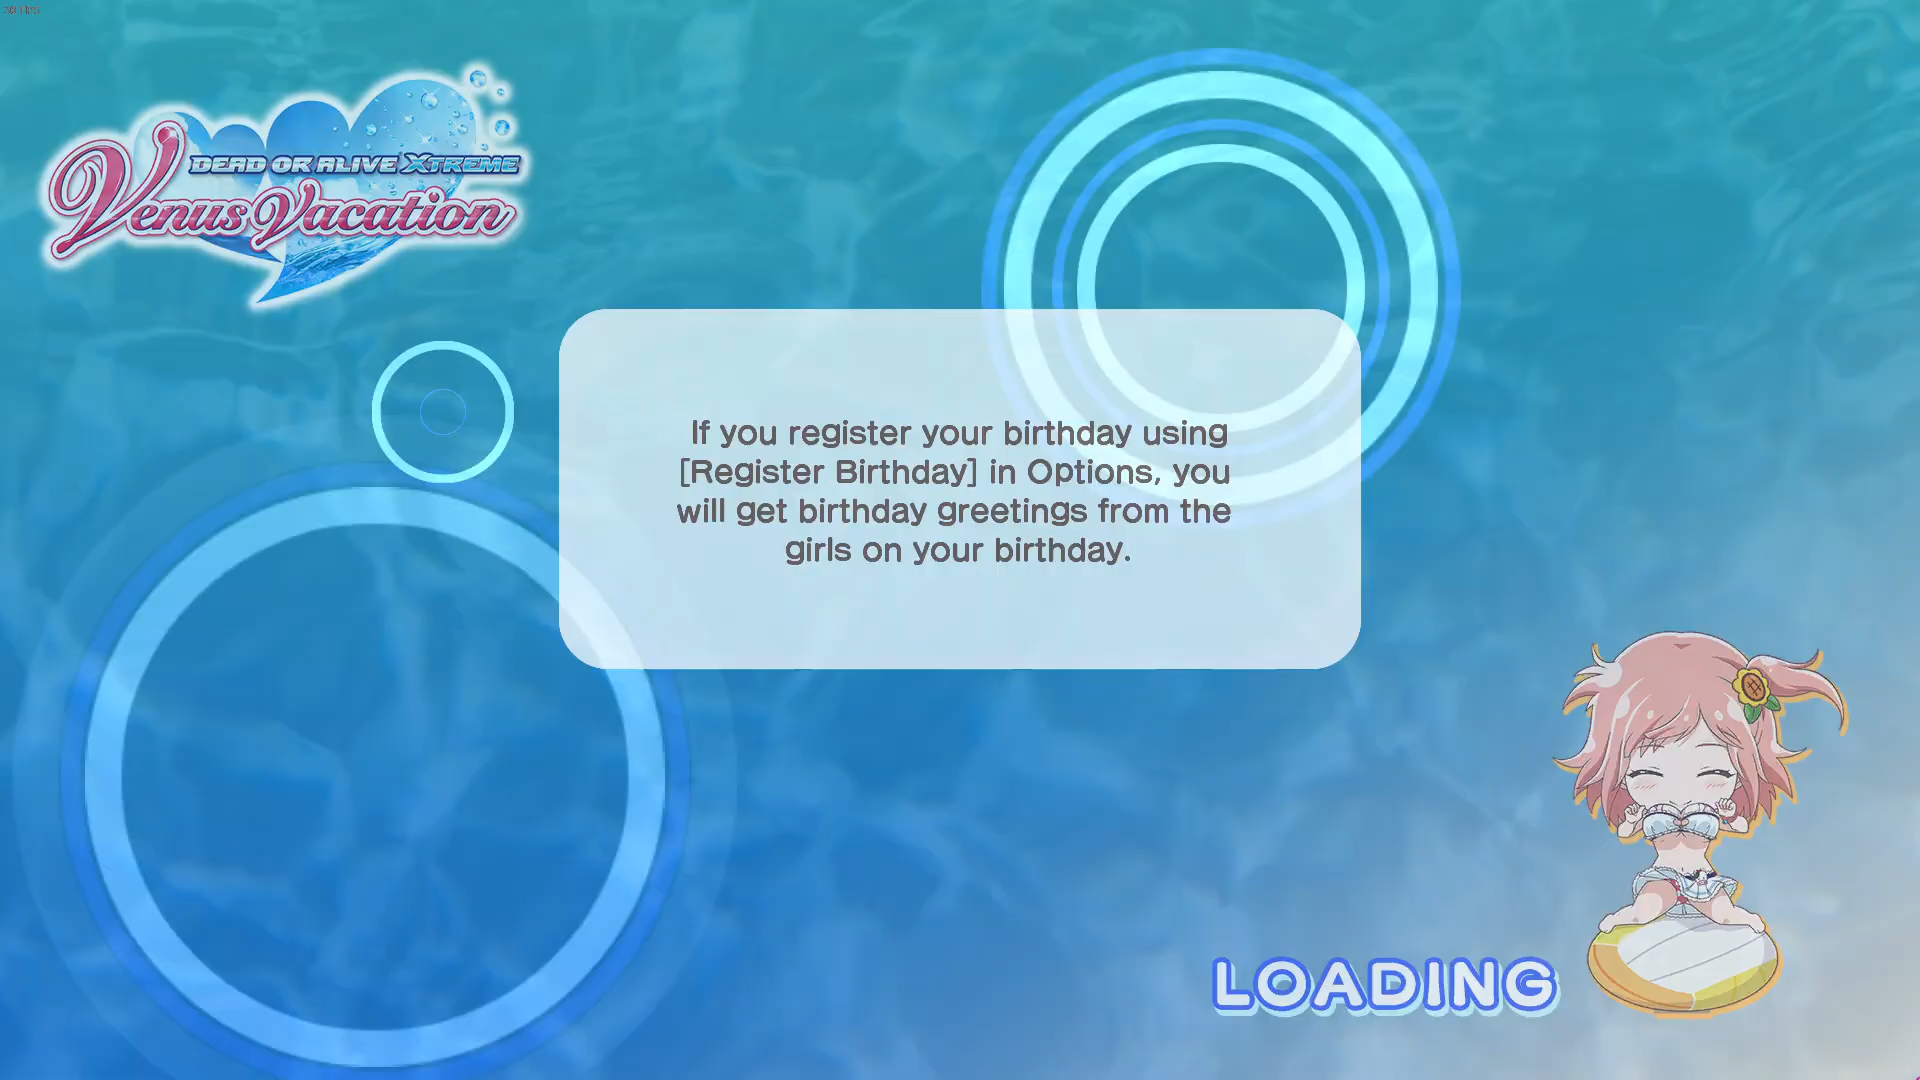 DEAD OR ALIVE XTREME
Venus Vacation
If you register your birthday using
[Register Birthday] in Options, you
will get birthday greetings from the
girls on your birthday.
LOADING